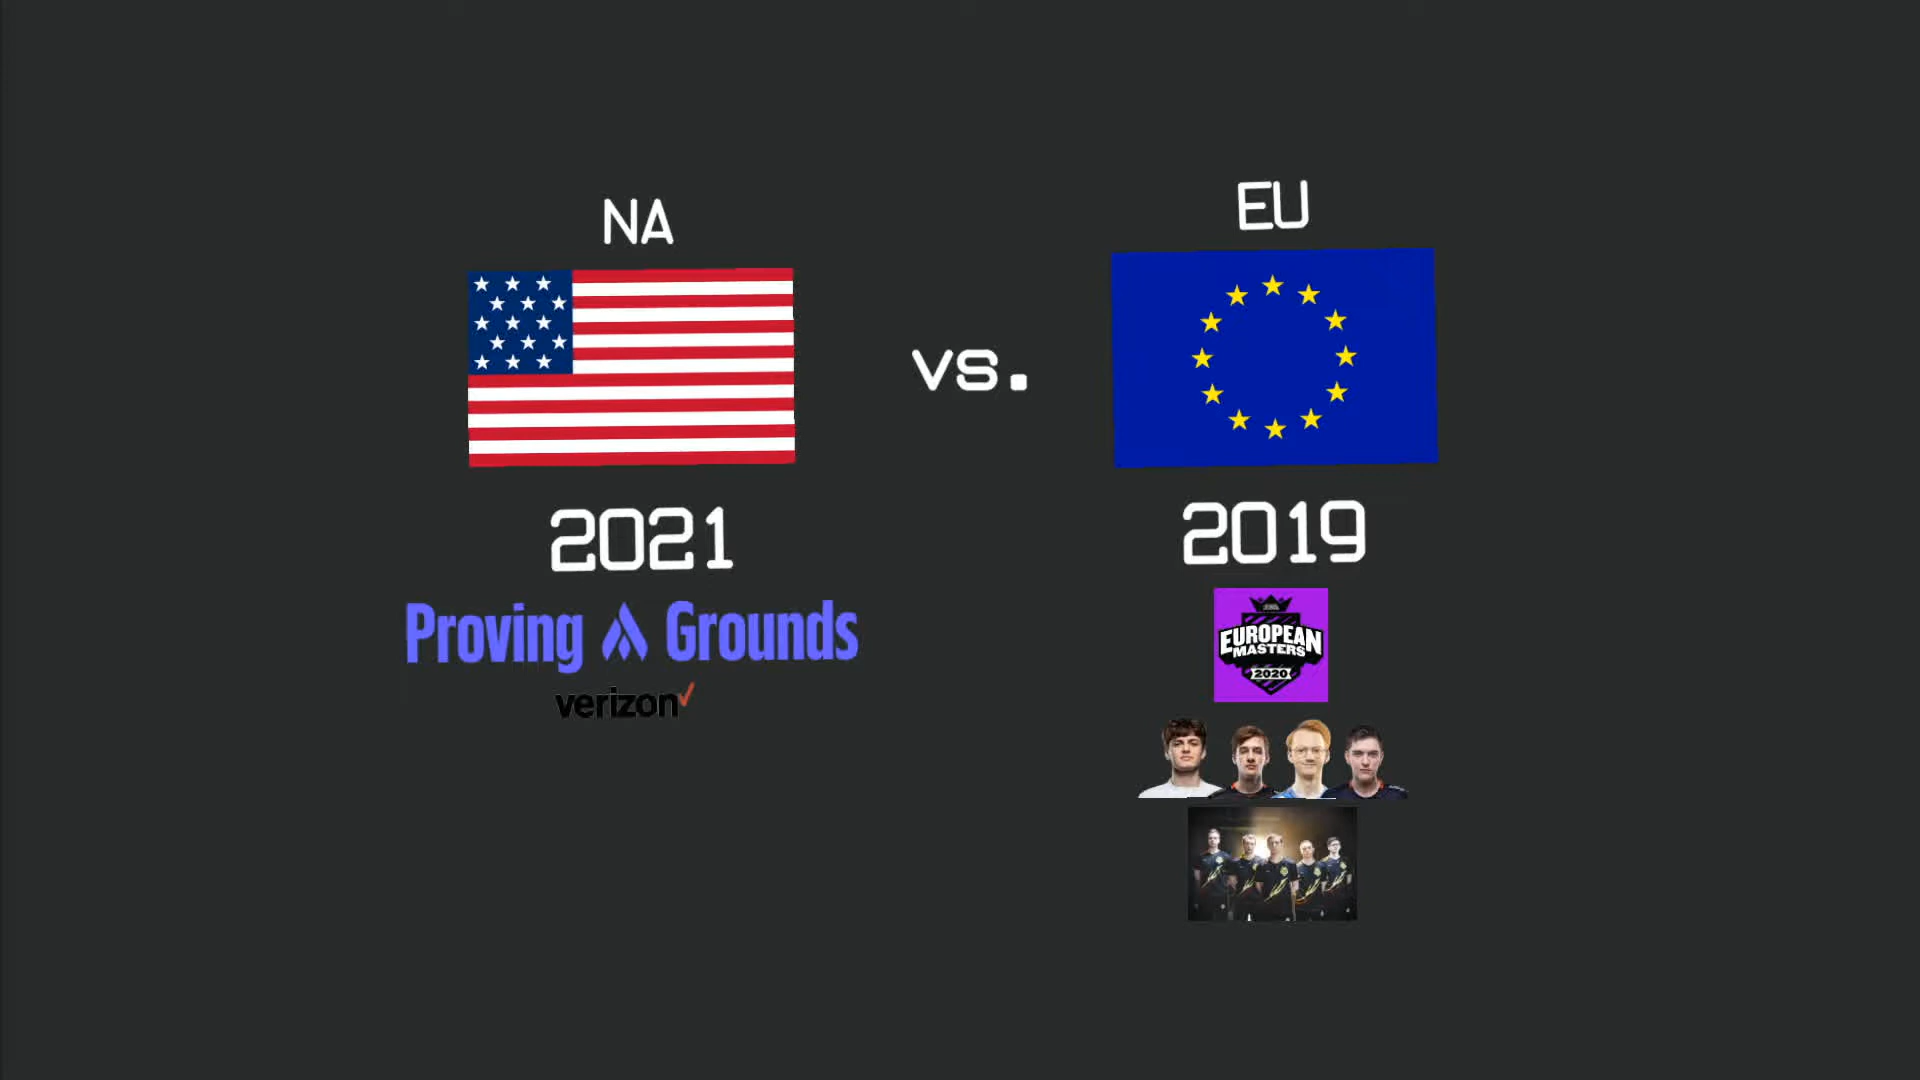 NA
EU
vs.
2021
2019
Proving Grounds
verizon
EUROPEAN
MASTERS
2020